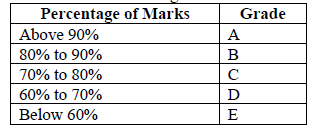 Percentage of Marks Grade
Above 90% A
80% to 90% B
70% to 80% C
60% to 70% D
Below 60% E